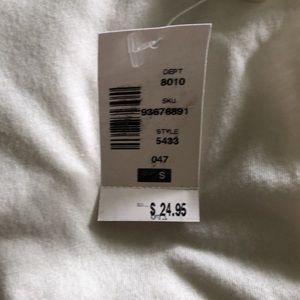 DEPT
8010
SKU
93676891
STYLE
5433
047
S
$ 24.95